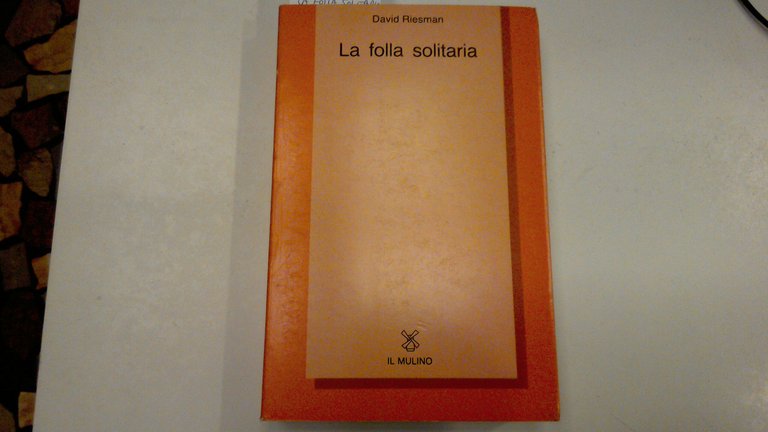 David Riesman
La folla solitaria
IL MULINO